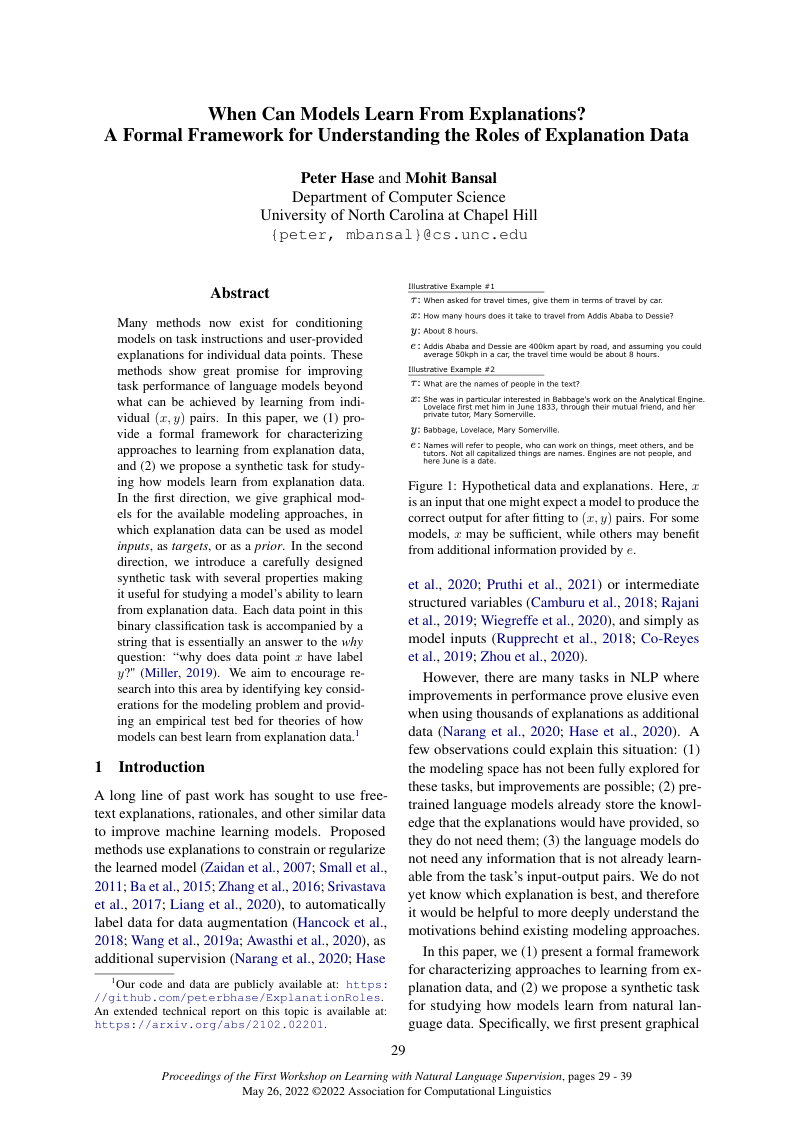 When Can Models Learn From Explanations?
A Formal Framework for Understanding the Roles of Explanation Data
Peter Hase and Mohit Bansal
Department of Computer Science
University of North Carolina at Chapel Hill
{peter, mbansal}@cs.unc.edu
Abstract
Many methods now exist for conditioning
models on task instructions and user-provided
explanations for individual data points. These
methods show great promise for improving
task performance of language models beyond
what can be achieved by learning from indi-
vidual (x, y) pairs. In this paper, we (1) pro-
vide a formal framework for characterizing
approaches to learning from explanation data,
and (2) we propose a synthetic task for study-
ing how models learn from explanation data.
In the first direction, we give graphical mod-
els for the available modeling approaches, in
which explanation data can be used as model
inputs, as targets, or as a prior. In the second
direction, we introduce a carefully designed
synthetic task with several properties making
it useful for studying a model's ability to learn
from explanation data. Each data point in this
binary classification task is accompanied by a
string that is essentially an answer to the why
question: “why does data point x have label
y?" (Miller, 2019). We aim to encourage re-
search into this area by identifying key consid-
erations for the modeling problem and provid-
ing an empirical test bed for theories of how
models can best learn from explanation data.1
1 Introduction
A long line of past work has sought to use free-
text explanations, rationales, and other similar data
to improve machine learning models. Proposed
methods use explanations to constrain or regularize
the learned model (Zaidan et al., 2007; Small et al.,
2011; Ba et al., 2015; Zhang et al., 2016; Srivastava
et al., 2017; Liang et al., 2020), to automatically
label data for data augmentation (Hancock et al.,
2018; Wang et al., 2019a; Awasthi et al., 2020), as
additional supervision (Narang et al., 2020; Hase
1Our code and data are publicly available at: https:
//github.com/peterbhase/ExplanationRoles.
An extended technical report on this topic is available at:
https://arxiv.org/abs/2102.02201.
Illustrative Example #1
τ: When asked for travel times, give them in terms of travel by car.
x: How many hours does it take to travel from Addis Ababa to Dessie?
y: About 8 hours.
e: Addis Ababa and Dessie are 400km apart by road, and assuming you could
average 50kph in a car, the travel time would be about 8 hours.
Illustrative Example #2
τ: What are the names of people in the text?
x: She was in particular interested in Babbage's work on the Analytical Engine.
Lovelace first met him in June 1833, through their mutual friend, and her
private tutor, Mary Somerville.
y: Babbage, Lovelace, Mary Somerville.
e: Names will refer to people, who can work on things, meet others, and be
tutors. Not all capitalized things are names. Engines are not people, and
here June is a date.
Figure 1: Hypothetical data and explanations. Here, x
is an input that one might expect a model to produce the
correct output for after fitting to (x, y) pairs. For some
models, x may be sufficient, while others may benefit
from additional information provided by e.
et al., 2020; Pruthi et al., 2021) or intermediate
structured variables (Camburu et al., 2018; Rajani
et al., 2019; Wiegreffe et al., 2020), and simply as
model inputs (Rupprecht et al., 2018; Co-Reyes
et al., 2019; Zhou et al., 2020).
However, there are many tasks in NLP where
improvements in performance prove elusive even
when using thousands of explanations as additional
data (Narang et al., 2020; Hase et al., 2020). A
few observations could explain this situation: (1)
the modeling space has not been fully explored for
these tasks, but improvements are possible; (2) pre-
trained language models already store the knowl-
edge that the explanations would have provided, so
they do not need them; (3) the language models do
not need any information that is not already learn-
able from the task's input-output pairs. We do not
yet know which explanation is best, and therefore
it would be helpful to more deeply understand the
motivations behind existing modeling approaches.
In this paper, we (1) present a formal framework
for characterizing approaches to learning from ex-
planation data, and (2) we propose a synthetic task
for studying how models learn from natural lan-
guage data. Specifically, we first present graphical
29
Proceedings of the First Workshop on Learning with Natural Language Supervision, pages 29 - 39
May 26, 2022 ©2022 Association for Computational Linguistics